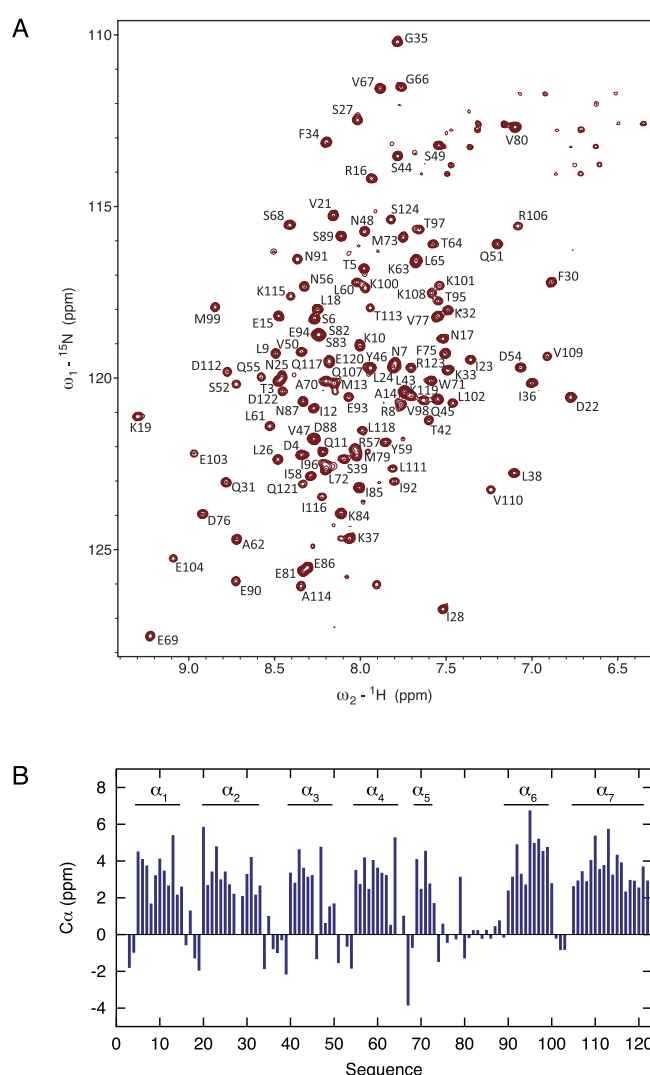 A
110
115
120
125
ω1 - 15N (ppm)
G35
G66
V67
S27
V80
F34
S49
S44
R16
V21
S124
R106
S68
N48
T97
S89
M73
T64
Q51
N91
T5
K63
L65
F30
N56
L60
K100
K101
K115
L18
K108
T95
M99
S6
T113
K32
E15
E94
S82
V77
S83
K10
N17
V50
L9
Q117
E120
Y46
N7
F75
I23
V109
D112
N25
Q107
L24
R123
D54
K33
Q55
A70
M13
L43
W71
S52
T3
A14
K119
I36
D122
E93
R8
V98
L102
D22
N87
I12
Q45
K19
L61
D88
L118
T42
V47
R57
Y59
E103
L26
D4
Q11
M79
I96
S39
L111
L38
Q31
I58
L72
I92
Q121
I85
V110
I116
D76
K84
A62
K37
E104
E86
E81
E90
A114
I28
E69
9.0 8.5 8.0 7.5 7.0 6.5
ω2 - 1H (ppm)
B
α1 α2 α3 α4 α5 α6 α7
8
6
4
2
0
-2
-4
Cα (ppm)
0 10 20 30 40 50 60 70 80 90 100 110 120
Sequence